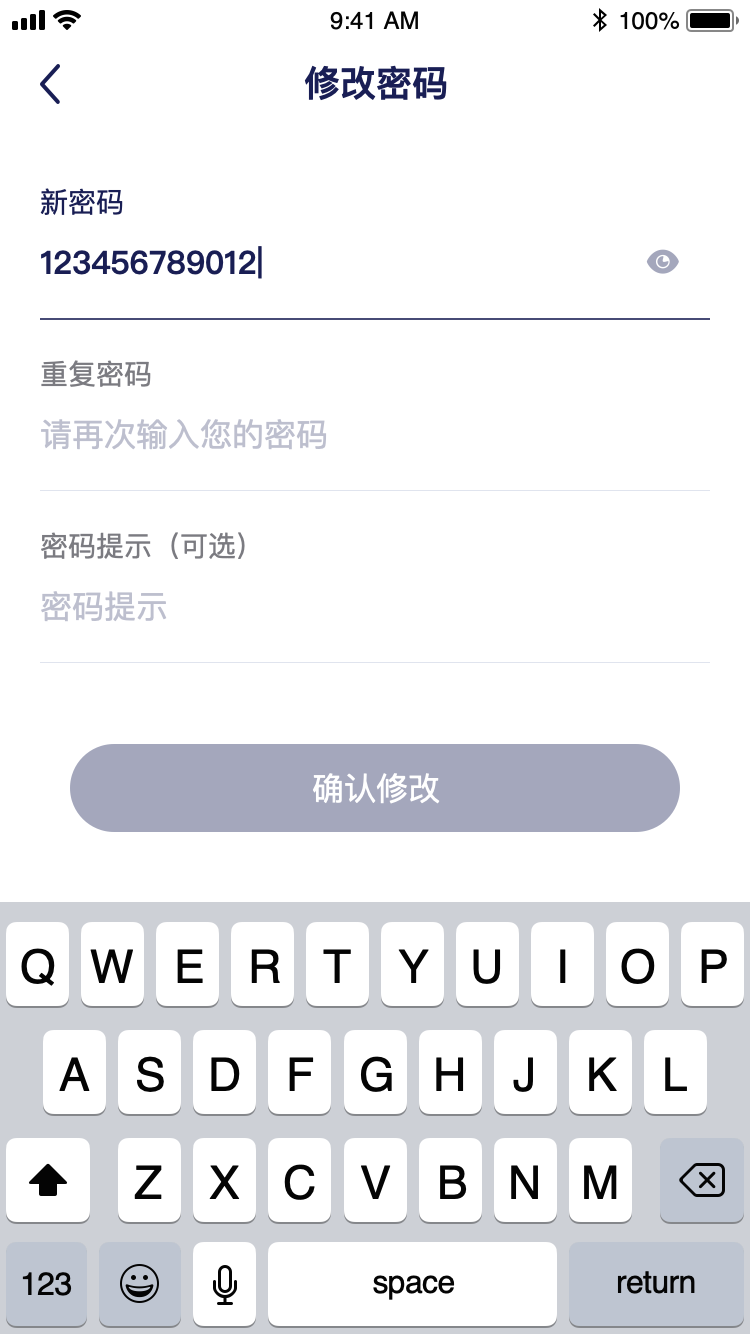 9:41 AM 100%
修改密码
新密码
123456789012
重复密码
请再次输入您的密码
密码提示（可选）
密码提示
确认修改
Q W E R T Y U I O P
A S D F G H J K L
Z X C V B N M
123 space return